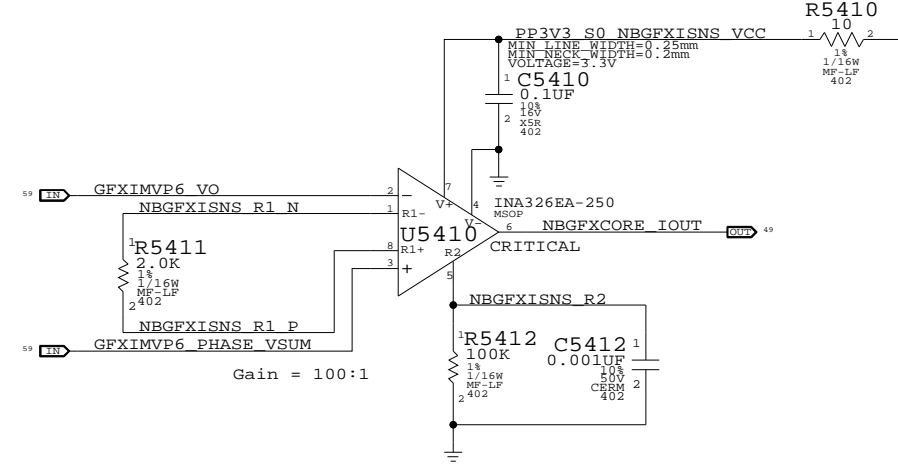 R5410
10
1 2
1%
1/16W
MF-LF
402
PP3V3_S0_NBGFXISNS_VCC
MIN_LINE_WIDTH=0.25mm
MIN_NECK_WIDTH=0.2mm
VOLTAGE=3.3V
1
C5410
0.1UF
10%
16V
2
X5R
402
59 IN GFXIMVP6_VO 2
NBGFXISNS_R1_N 1
−
R1-
7
V+
4
V-
INA326EA-250
MSOP
U5410
6 NBGFXCORE_IOUT OUT 49
CRITICAL
R1+
R2
+
5
8
3
1
R5411
2.0K
1%
1/16W
MF-LF
2
402
NBGFXISNS_R1_P
59 IN GFXIMVP6_PHASE_VSUM
Gain = 100:1
NBGFXISNS_R2
1
R5412
100K
1%
1/16W
MF-LF
2
402
C5412
1
0.001UF
10%
50V
2
CERM
402